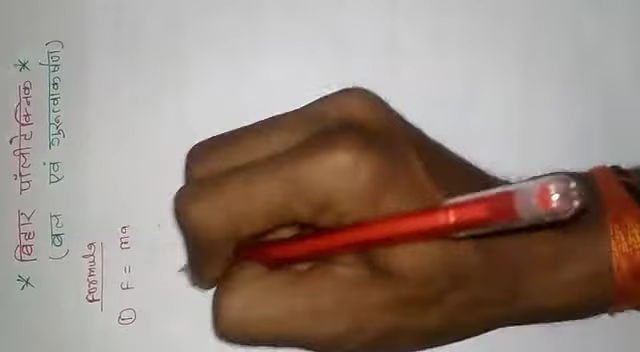 * बिहार पॉलीटेक्निक *
(बल एवं गुरुत्वाकर्षण)
Formula
① F = ma